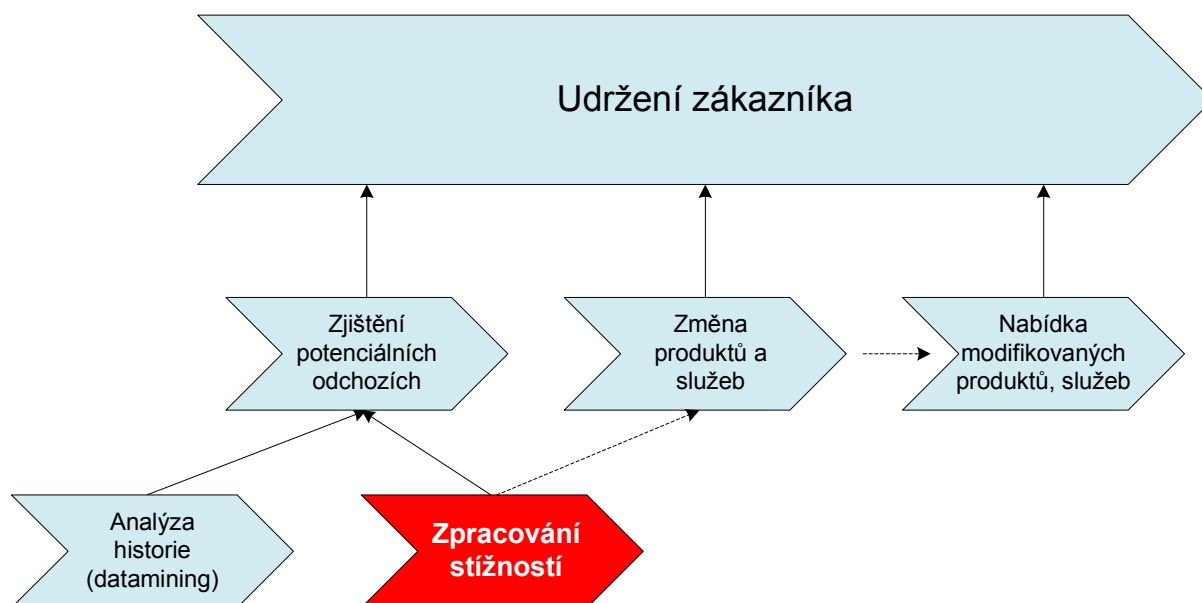 Udržení zákazníka
Zjištění
potenciálních
odchozích
Změna
produktů a
služeb
Nabídka
modifikovaných
produktů, služeb
Analýza
historie
(datamining)
Zpracování
stížností